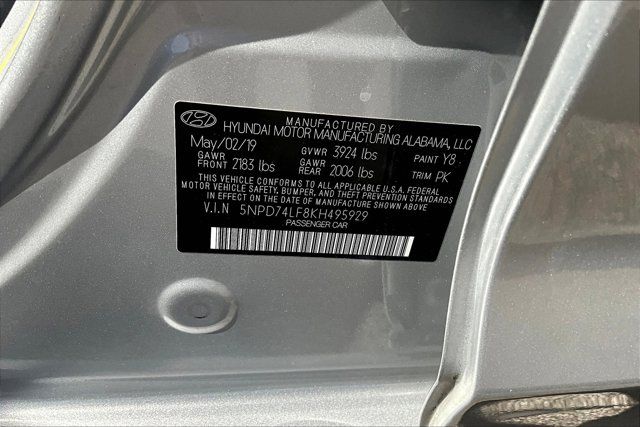 MANUFACTURED BY
HYUNDAI MOTOR MANUFACTURING ALABAMA, LLC
May/02/19 GVWR 3924 lbs PAINT Y8
GAWR FRONT 2183 lbs GAWR REAR 2006 lbs TRIM PK
THIS VEHICLE CONFORMS TO ALL APPLICABLE U.S.A. FEDERAL
MOTOR VEHICLE SAFETY, BUMPER, AND THEFT PREVENTION STANDARDS
IN EFFECT ON THE DATE OF MANUFACTURE SHOWN ABOVE.
V.I.N 5NPD74LF8KH495929
PASSENGER CAR